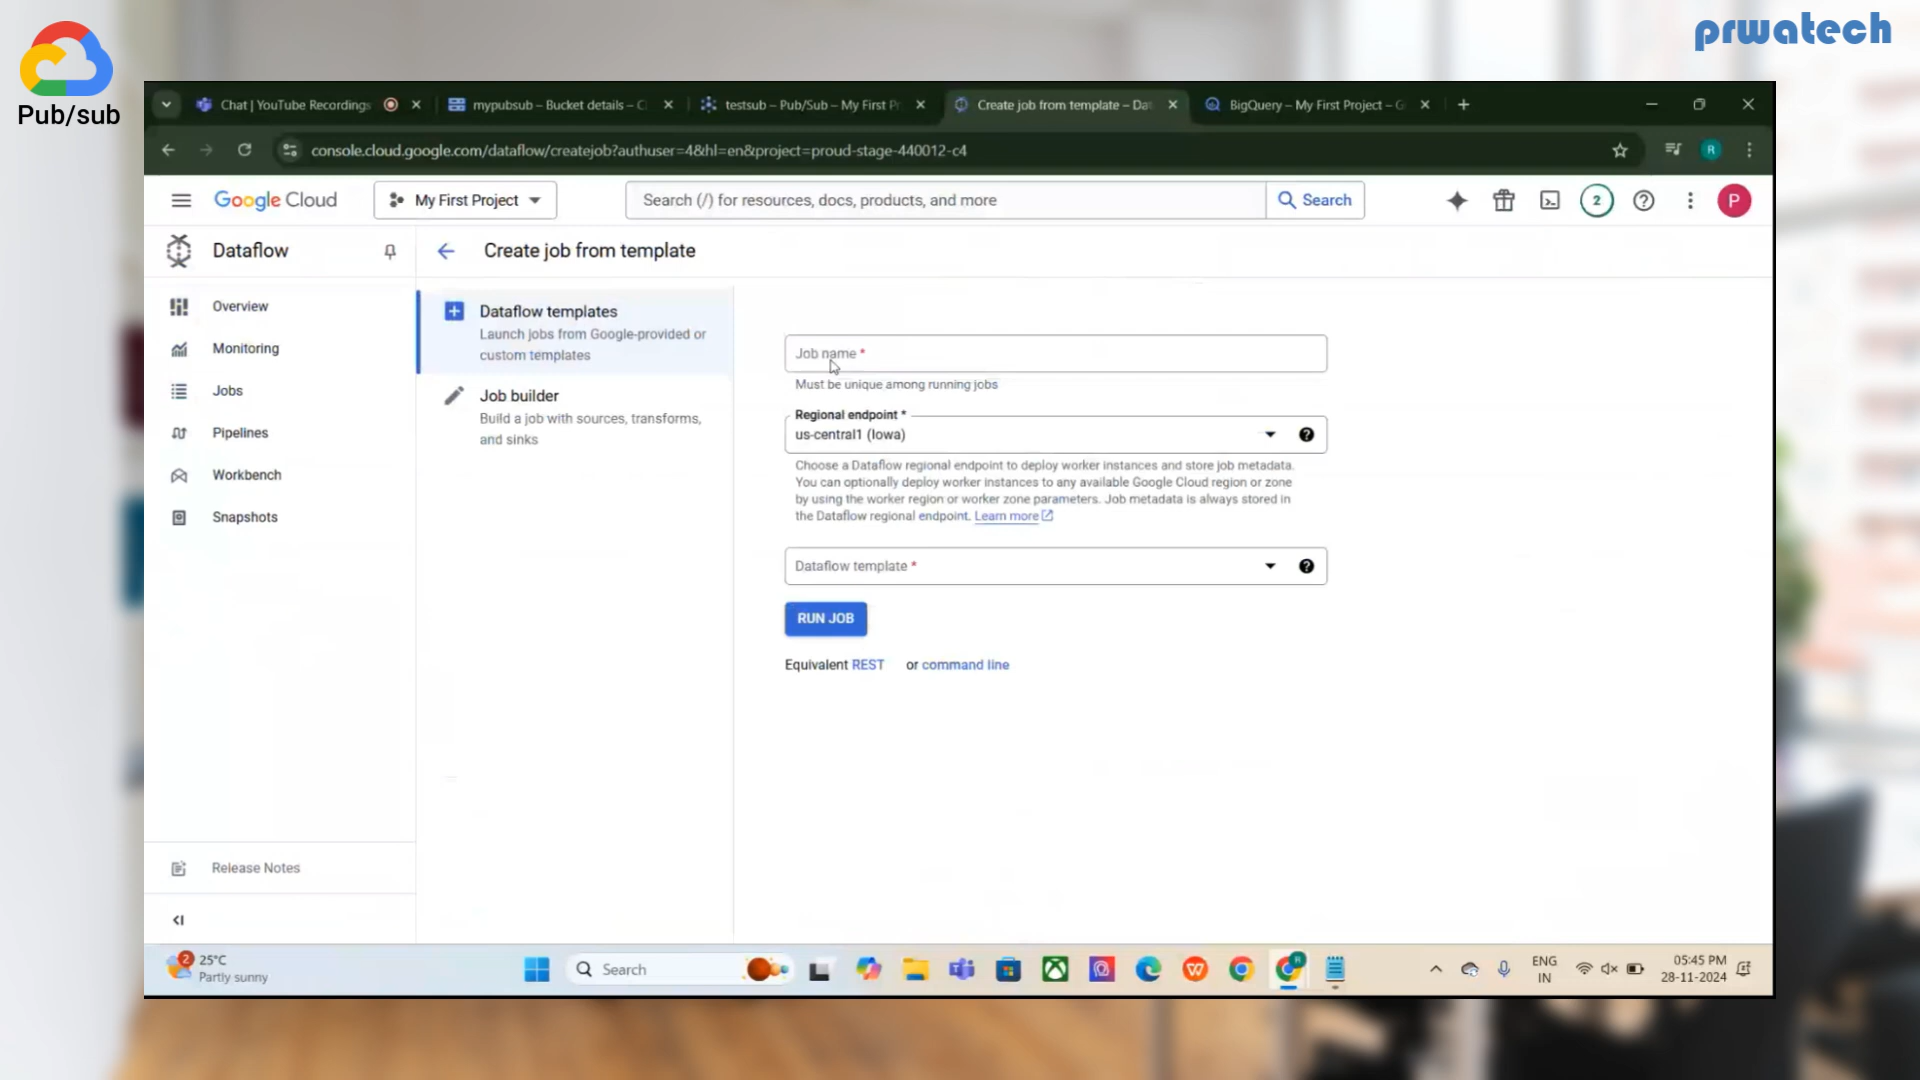 Pub/sub
prwatech
Chat | YouTube Recordings
mypubsub – Bucket details – C
testsub – Pub/Sub – My First Pr
Create job from template – Dat
BigQuery – My First Project – G
console.cloud.google.com/dataflow/createjob?authuser=4&hl=en&project=proud-stage-440012-c4
R
Google Cloud
My First Project
Search (/) for resources, docs, products, and more
Search
2
P
Dataflow
Create job from template
Overview
Monitoring
Jobs
Pipelines
Workbench
Snapshots
Release Notes
Dataflow templates
Launch jobs from Google-provided or
custom templates
Job builder
Build a job with sources, transforms,
and sinks
Job name *
Must be unique among running jobs
Regional endpoint *
us-central1 (Iowa)
Choose a Dataflow regional endpoint to deploy worker instances and store job metadata.
You can optionally deploy worker instances to any available Google Cloud region or zone
by using the worker region or worker zone parameters. Job metadata is always stored in
the Dataflow regional endpoint. Learn more
Dataflow template *
RUN JOB
Equivalent REST or command line
2
25°C
Partly sunny
Search
R
ENG
IN
05:45 PM
28-11-2024